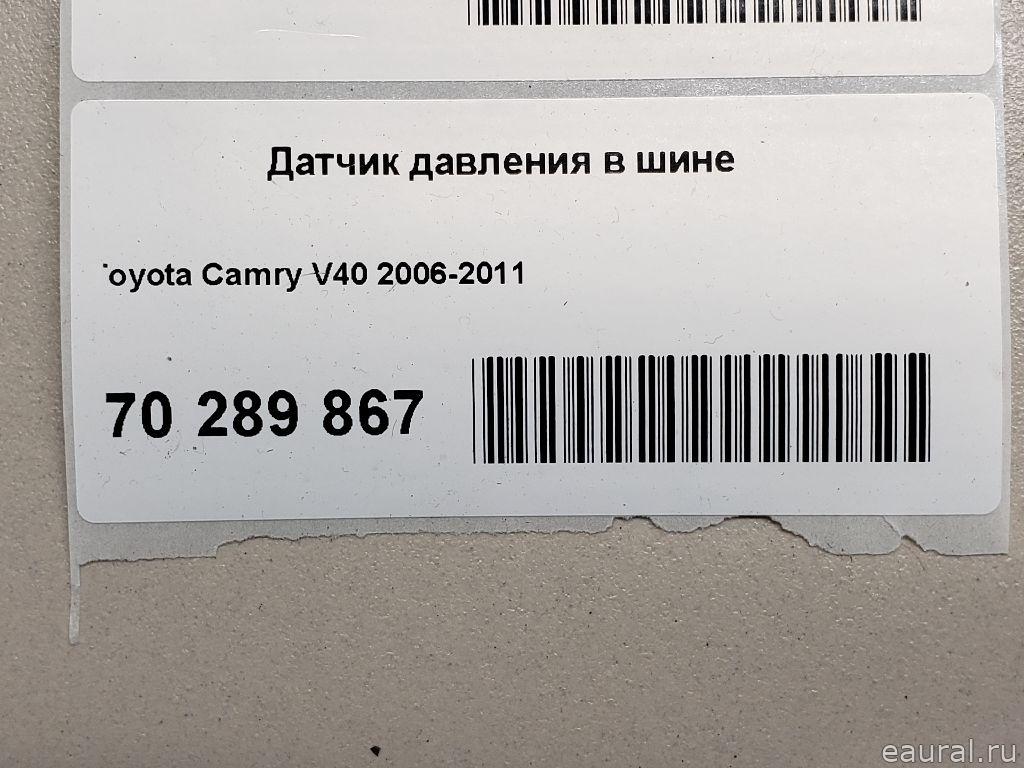 Датчик давления в шине
oyota Camry V40 2006-2011
70 289 867
eaural.ru